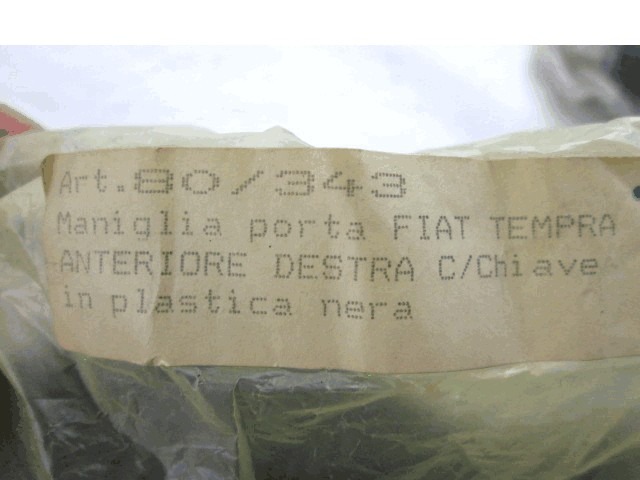 Art.80/343
Maniglia porta FIAT TEMPRA
ANTERIORE DESTRA C/Chiave
in plastica nera